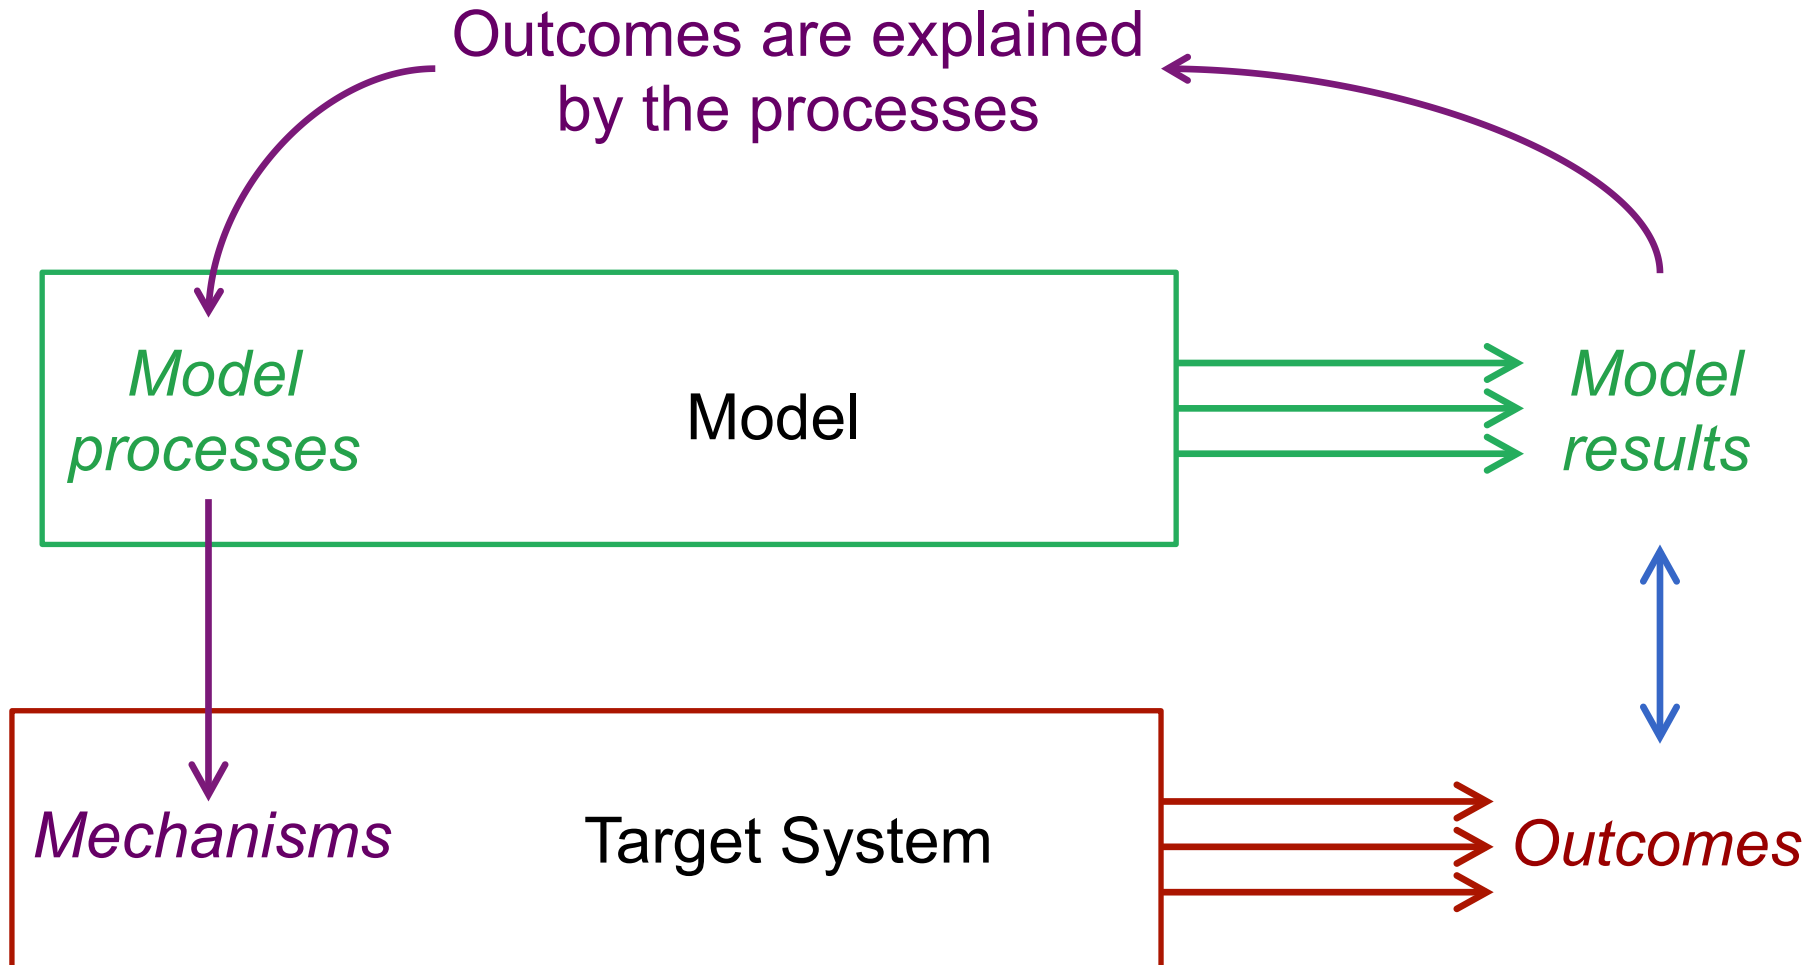 Outcomes are explained
by the processes
Model
processes
Model
Model
results
Mechanisms
Target System
Outcomes